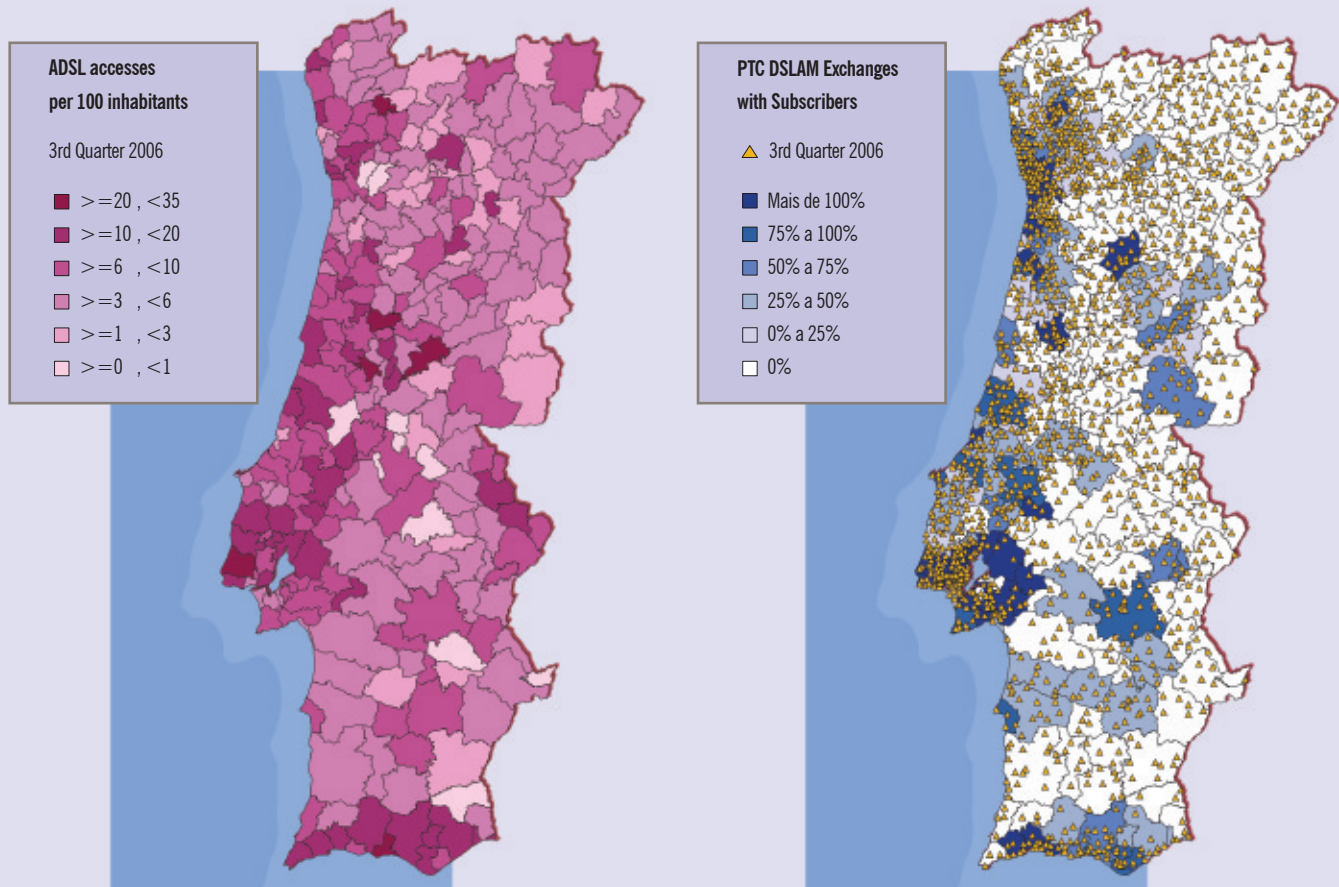 ADSL accesses
per 100 inhabitants
3rd Quarter 2006
>=20 , <35
>=10 , <20
>=6 , <10
>=3 , <6
>=1 , <3
>=0 , <1
PTC DSLAM Exchanges
with Subscribers
3rd Quarter 2006
Mais de 100%
75% a 100%
50% a 75%
25% a 50%
0% a 25%
0%